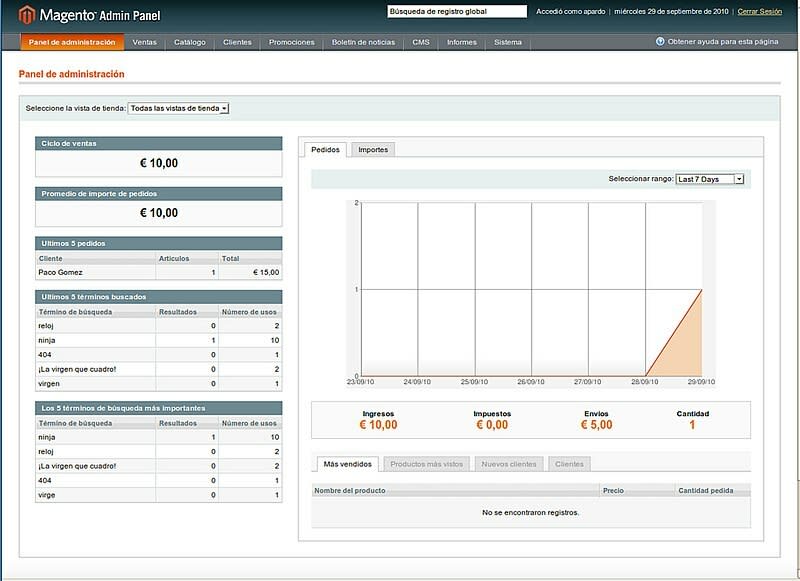 Magento Admin Panel
Búsqueda de registro global
Accedió como apardo | miércoles 29 de septiembre de 2010 | Cerrar Sesión
Panel de administración Ventas Catálogo Clientes Promociones Boletín de noticias CMS Informes Sistema
Obtener ayuda para esta página
Panel de administración
Seleccione la vista de tienda: Todas las vistas de tienda
Ciclo de ventas
€ 10,00
Promedio de importe de pedidos
€ 10,00
Ultimos 5 pedidos
Cliente Artículos Total
Paco Gomez 1 € 15,00
Ultimos 5 términos buscados
Término de búsqueda Resultados Número de usos
reloj 0 2
ninja 1 10
404 0 1
¡La virgen que cuadro! 0 2
virgen 0 1
Los 5 términos de búsqueda más importantes
Término de búsqueda Resultados Número de usos
ninja 1 10
reloj 0 2
¡La virgen que cuadro! 0 2
404 0 1
virge 0 1
Pedidos Importes
Seleccionar rango: Last 7 Days
2
1
0
23/09/10 24/09/10 25/09/10 26/09/10 27/09/10 28/09/10 29/09/10
Ingresos Impuestos Envíos Cantidad
€ 10,00 € 0,00 € 5,00 1
Más vendidos Productos más vistos Nuevos clientes Clientes
Nombre del producto Precio Cantidad pedida
No se encontraron registros.